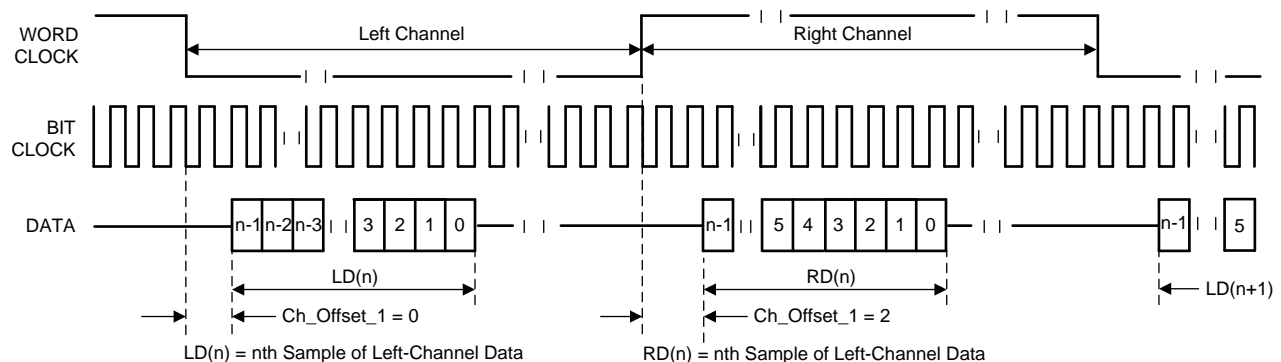 WORD
CLOCK
Left Channel
Right Channel
BIT
CLOCK
DATA
n-1 n-2 n-3 3 2 1 0 n-1 5 4 3 2 1 0 n-1 5
LD(n) RD(n) LD(n+1)
Ch_Offset_1 = 0 Ch_Offset_1 = 2
LD(n) = nth Sample of Left-Channel Data RD(n) = nth Sample of Left-Channel Data